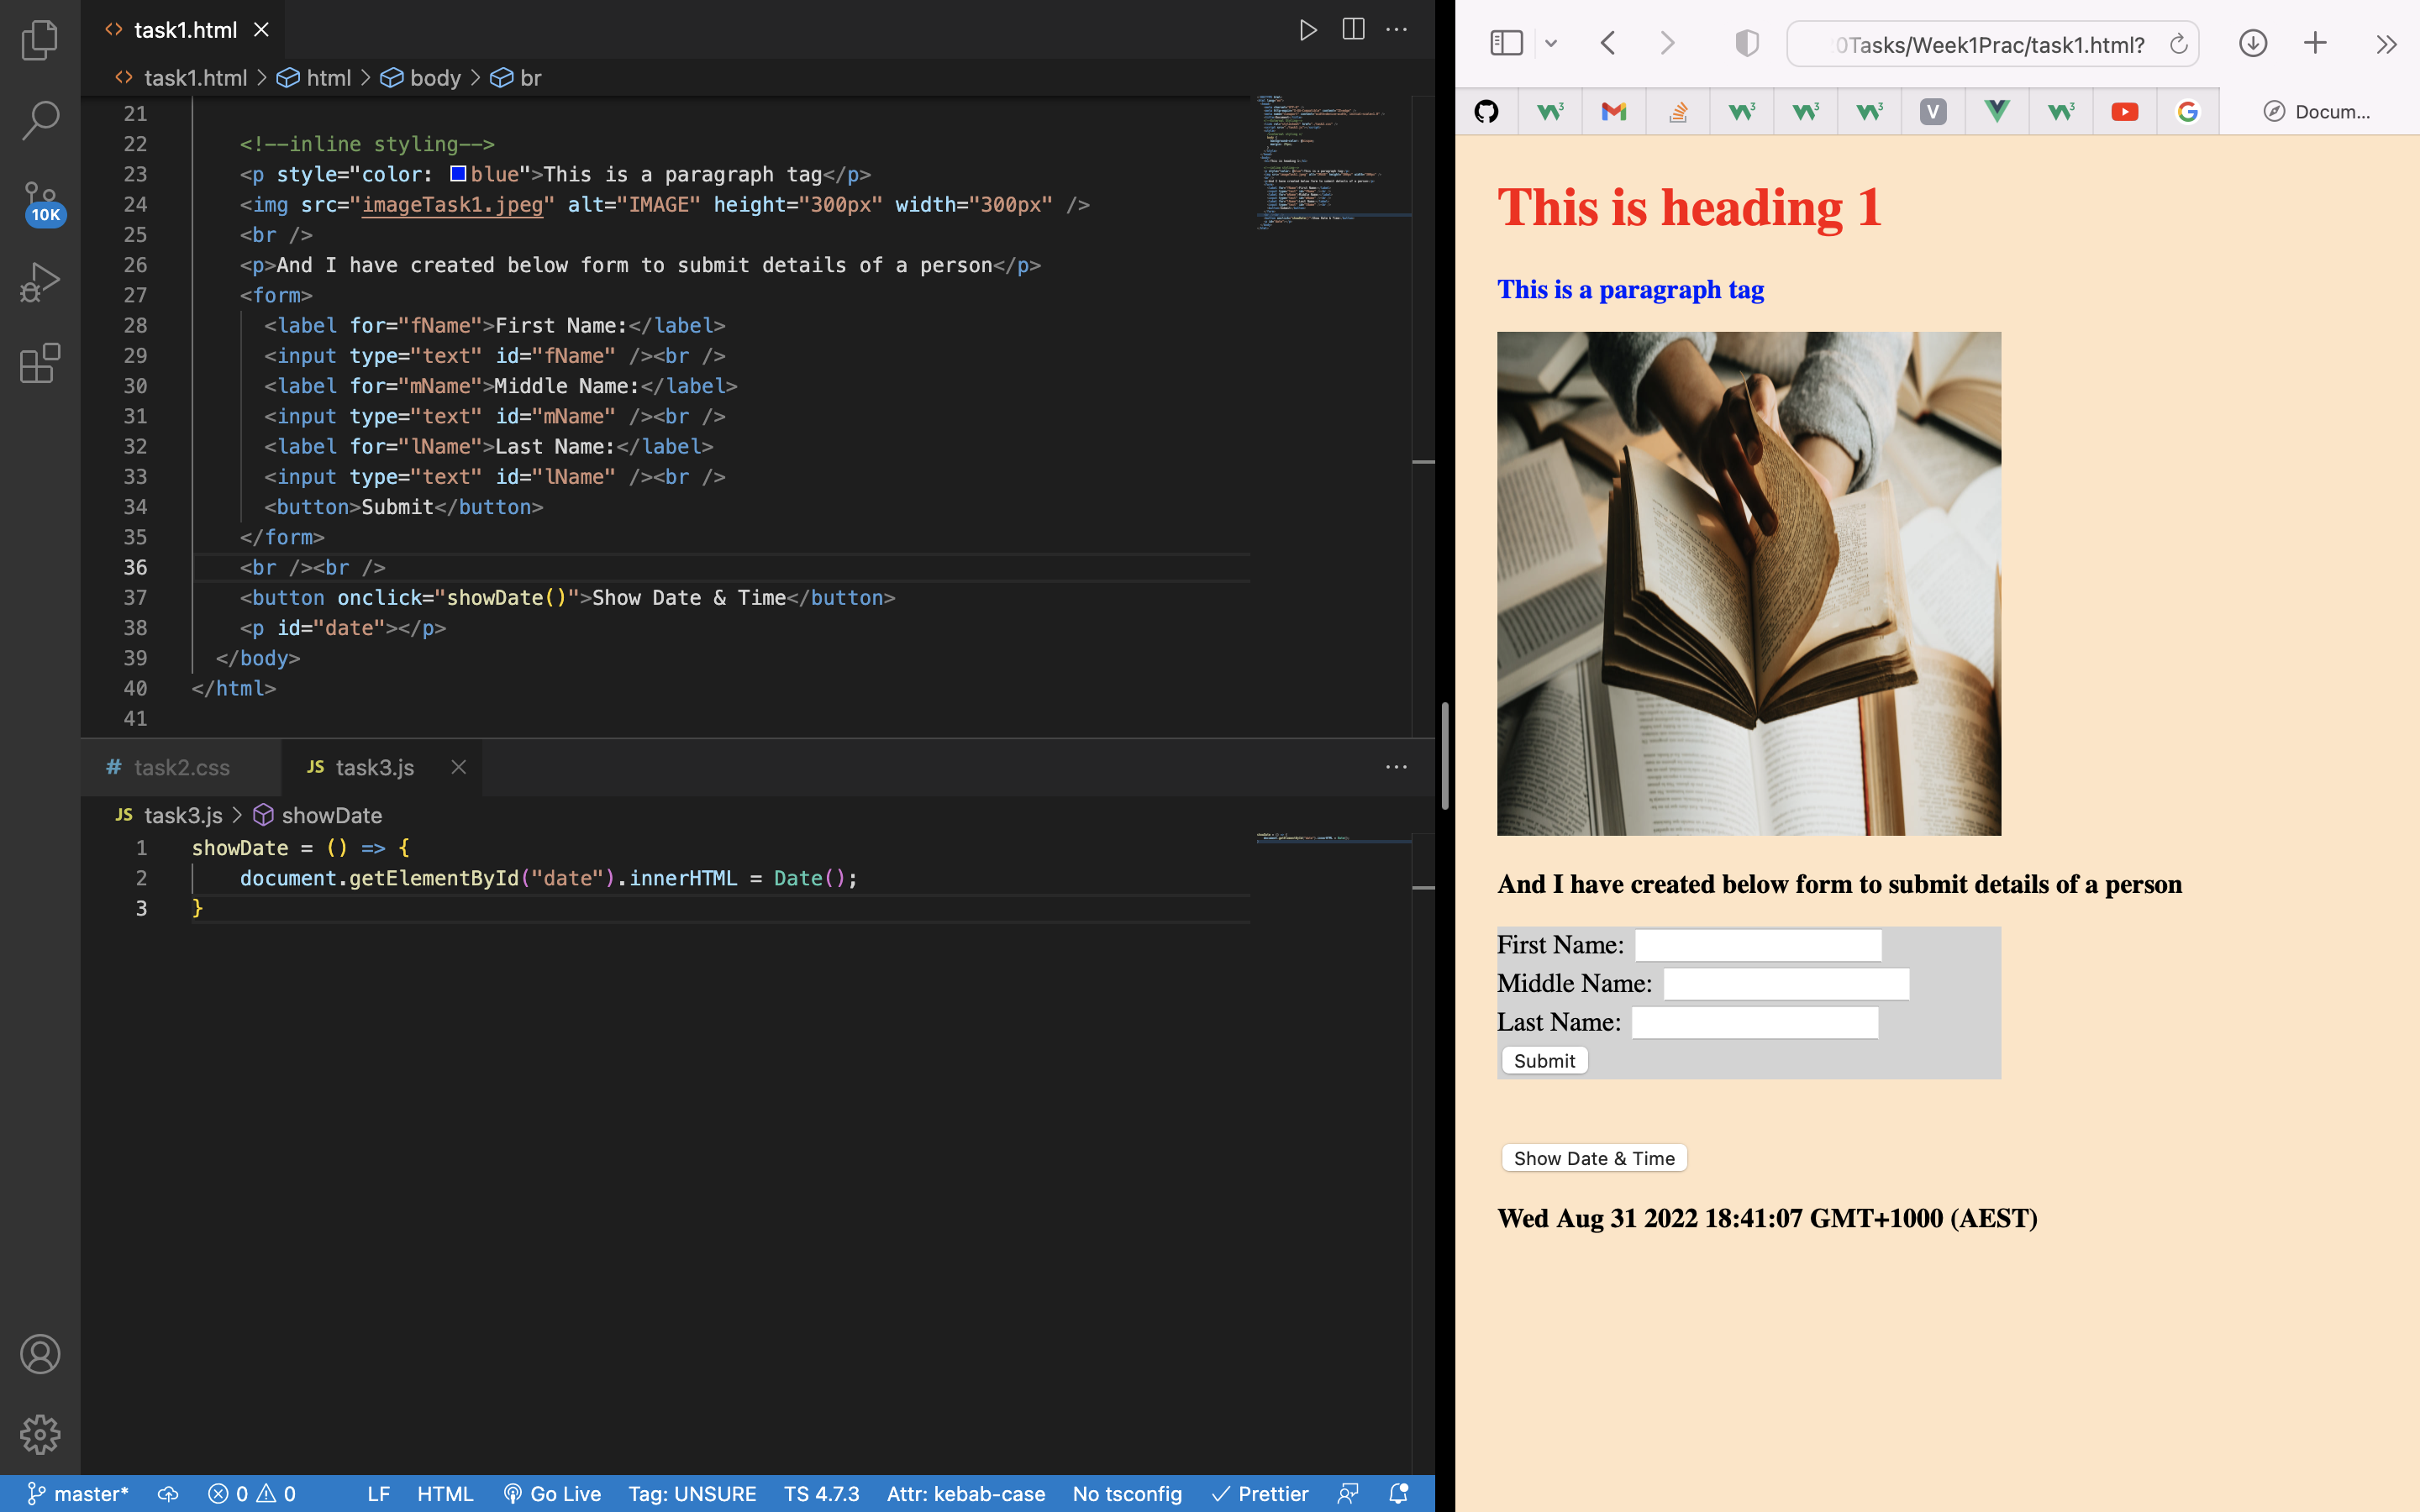 task1.html
task1.html > html > body > br
21
22 <!--inline styling-->
23 <p style="color: blue">This is a paragraph tag</p>
24 <img src="imageTask1.jpeg" alt="IMAGE" height="300px" width="300px" />
25 <br />
26 <p>And I have created below form to submit details of a person</p>
27 <form>
28 <label for="fName">First Name:</label>
29 <input type="text" id="fName" /><br />
30 <label for="mName">Middle Name:</label>
31 <input type="text" id="mName" /><br />
32 <label for="lName">Last Name:</label>
33 <input type="text" id="lName" /><br />
34 <button>Submit</button>
35 </form>
36 <br /><br />
37 <button onclick="showDate()">Show Date & Time</button>
38 <p id="date"></p>
39 </body>
40 </html>
41
10K
# task2.css JS task3.js
JS task3.js > showDate
1 showDate = () => {
2 document.getElementById("date").innerHTML = Date();
3 }
master* 0 0 LF HTML Go Live Tag: UNSURE TS 4.7.3 Attr: kebab-case No tsconfig Prettier
0Tasks/Week1Prac/task1.html?
V G Docum...
This is heading 1
This is a paragraph tag
And I have created below form to submit details of a person
First Name:
Middle Name:
Last Name:
Submit
Show Date & Time
Wed Aug 31 2022 18:41:07 GMT+1000 (AEST)